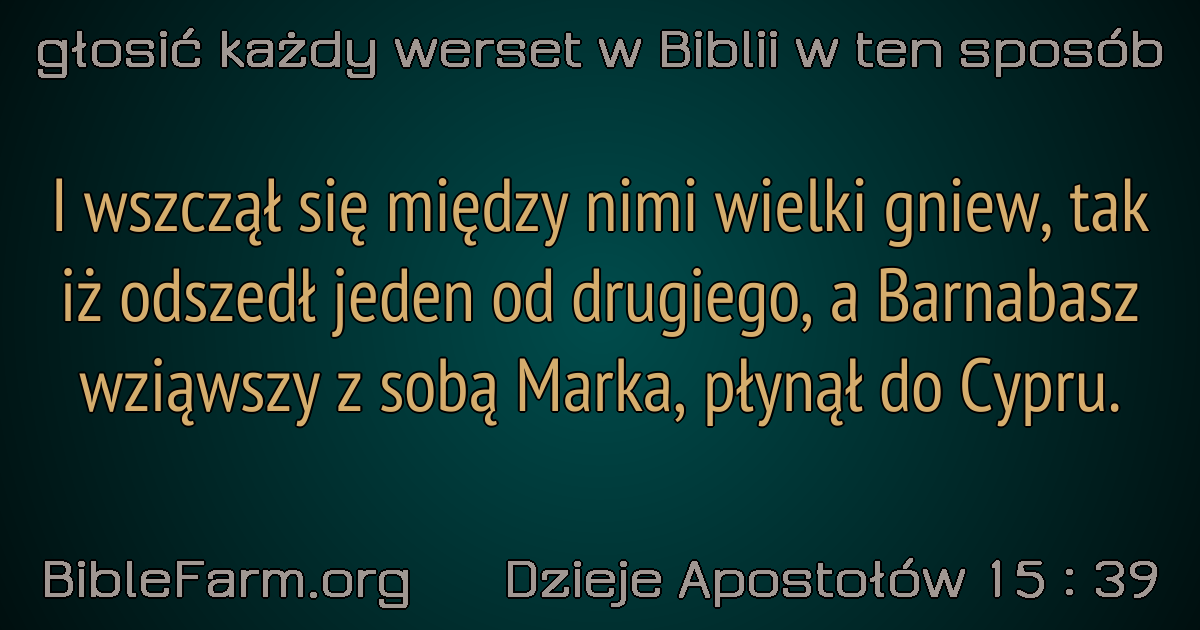 głosić każdy werset w Biblii w ten sposób
I wszczął się między nimi wielki gniew, tak
iż odszedł jeden od drugiego, a Barnabasz
wziąwszy z sobą Marka, płynął do Cypru.
BibleFarm.org Dzieje Apostołów 15 : 39